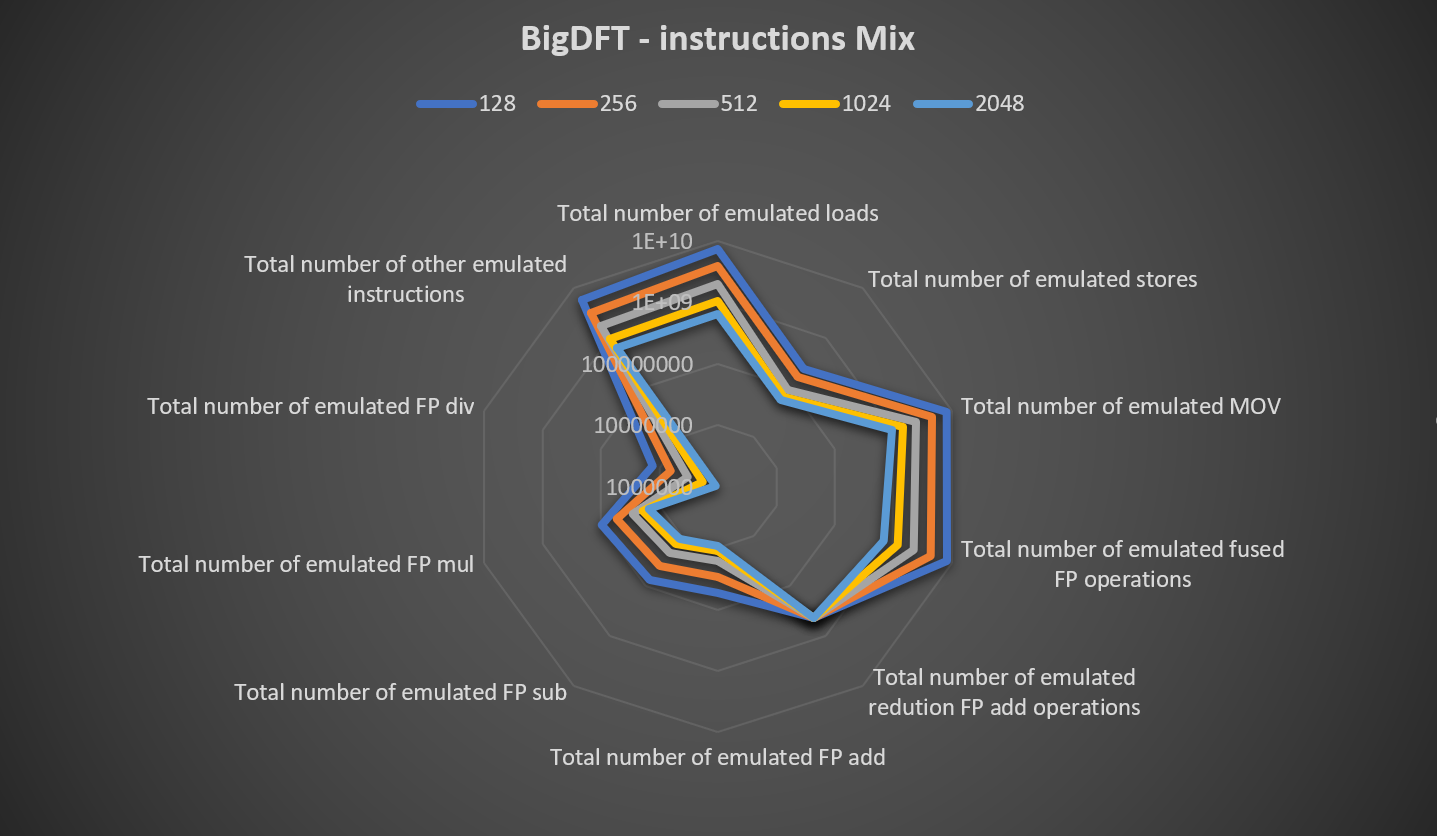 BigDFT - instructions Mix
128 256 512 1024 2048
Total number of emulated loads
1E+10
Total number of other emulated
instructions
Total number of emulated stores
1E+09
100000000
Total number of emulated FP div
Total number of emulated MOV
10000000
1000000
Total number of emulated FP mul
Total number of emulated fused
FP operations
Total number of emulated FP sub
Total number of emulated
redution FP add operations
Total number of emulated FP add